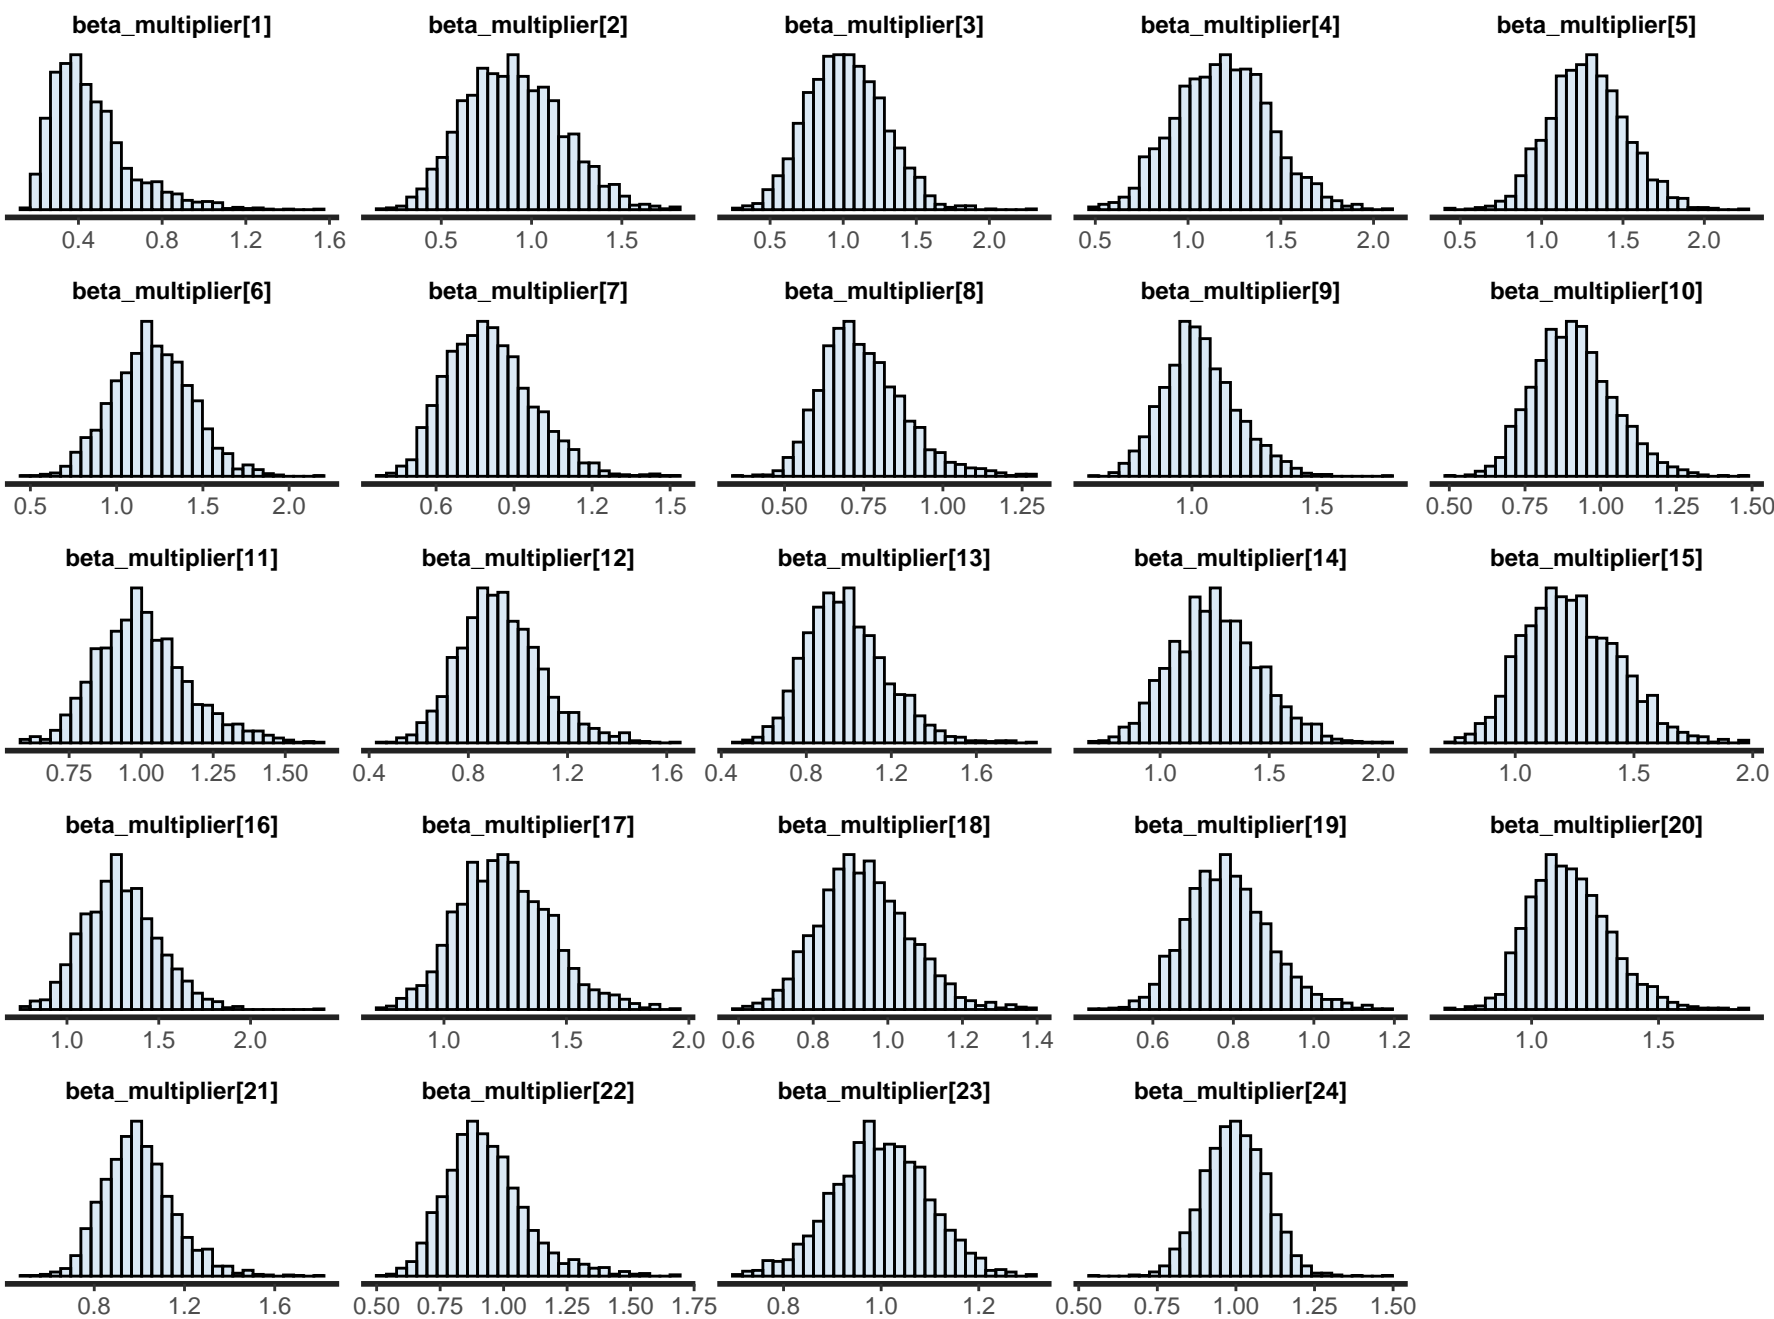 beta_multiplier[1] beta_multiplier[2] beta_multiplier[3] beta_multiplier[4] beta_multiplier[5]
0.4 0.8 1.2 1.6 0.5 1.0 1.5 0.5 1.0 1.5 2.0 0.5 1.0 1.5 2.0 0.5 1.0 1.5 2.0
beta_multiplier[6] beta_multiplier[7] beta_multiplier[8] beta_multiplier[9] beta_multiplier[10]
0.5 1.0 1.5 2.0 0.6 0.9 1.2 1.5 0.50 0.75 1.00 1.25 1.0 1.5 0.50 0.75 1.00 1.25 1.50
beta_multiplier[11] beta_multiplier[12] beta_multiplier[13] beta_multiplier[14] beta_multiplier[15]
0.75 1.00 1.25 1.50 0.4 0.8 1.2 1.6 0.4 0.8 1.2 1.6 1.0 1.5 2.0 1.0 1.5 2.0
beta_multiplier[16] beta_multiplier[17] beta_multiplier[18] beta_multiplier[19] beta_multiplier[20]
1.0 1.5 2.0 1.0 1.5 2.0 0.6 0.8 1.0 1.2 1.4 0.6 0.8 1.0 1.2 1.0 1.5
beta_multiplier[21] beta_multiplier[22] beta_multiplier[23] beta_multiplier[24]
0.8 1.2 1.6 0.50 0.75 1.00 1.25 1.50 1.75 0.8 1.0 1.2 0.50 0.75 1.00 1.25 1.50